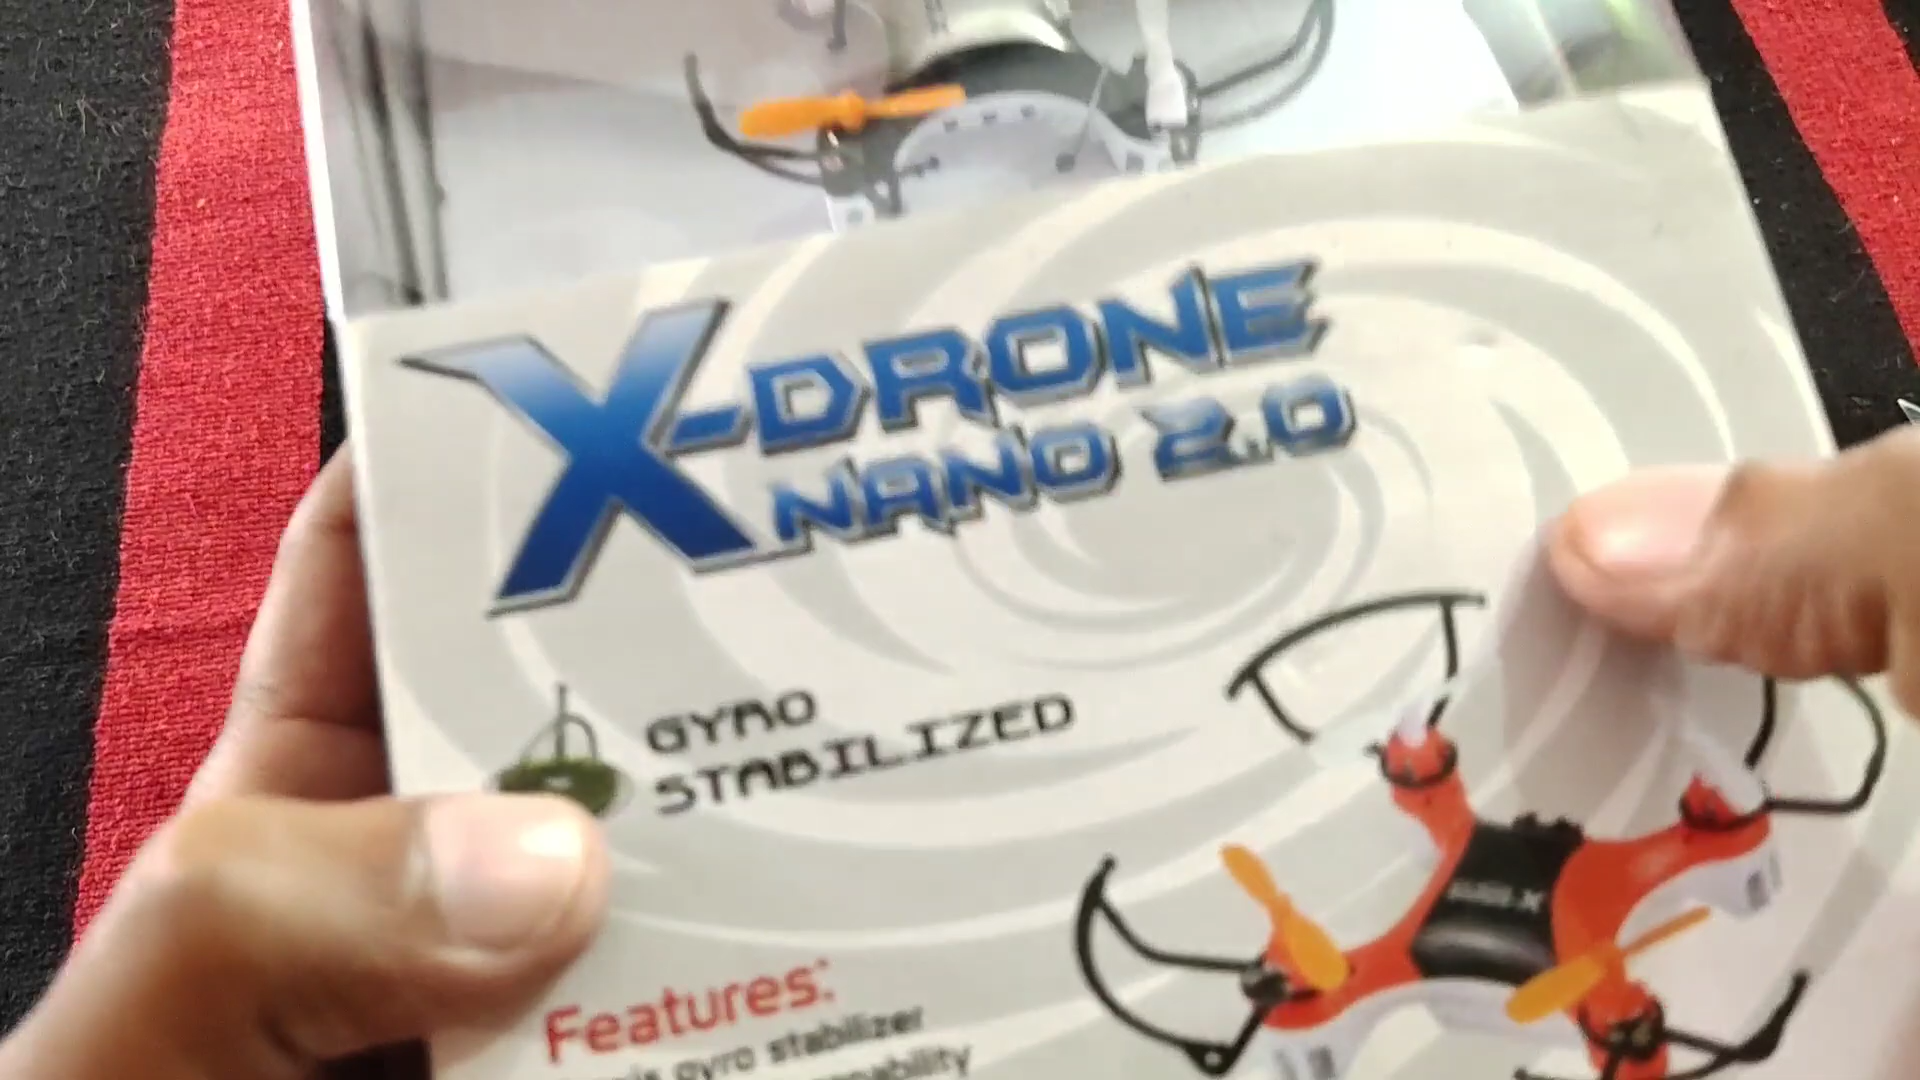 X-DRONE
NANO 2.0
GYRO
STABILIZED
Features:
gyro stabilizer